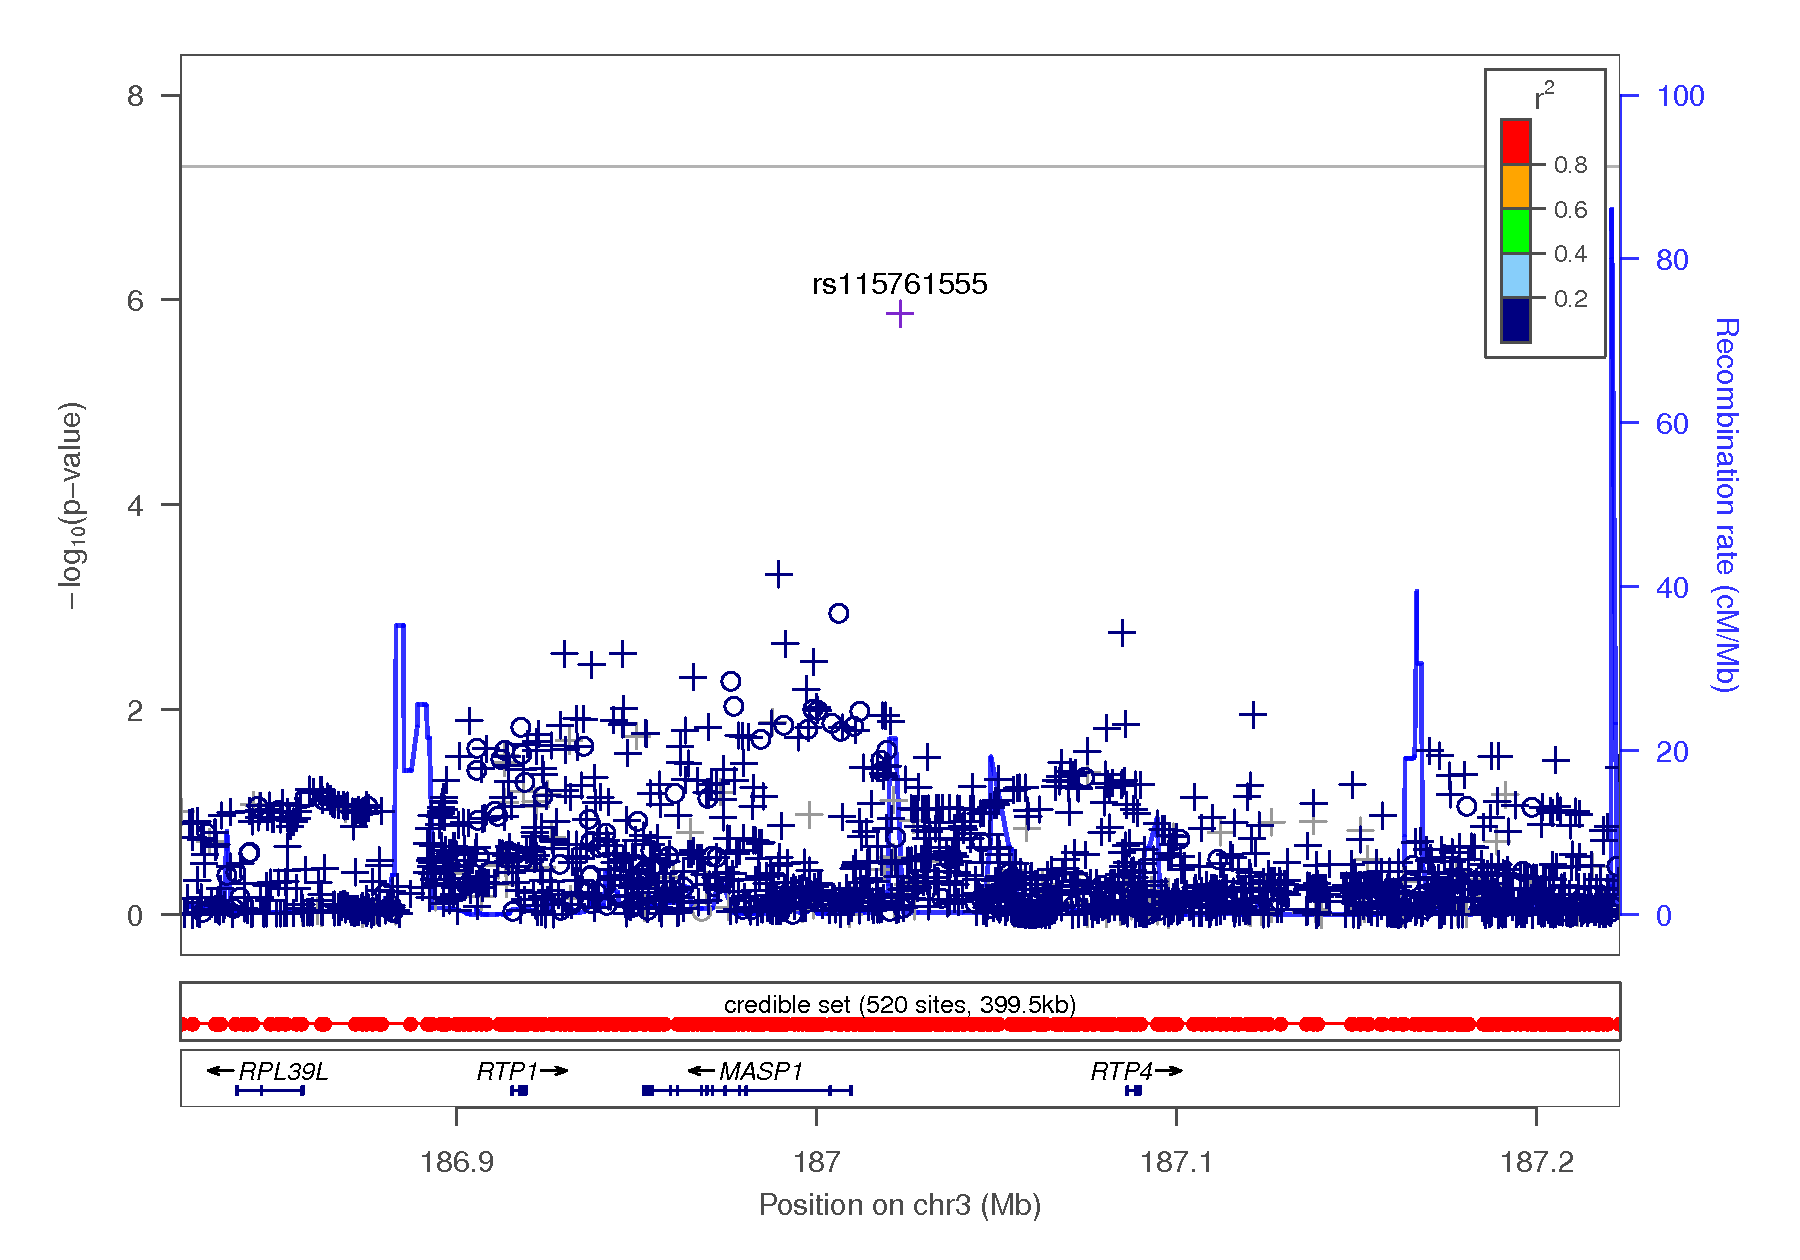 8
6
4
2
0
−log10(p−value)
rs115761555
r2
0.8
0.6
0.4
0.2
100
80
60
40
20
0
Recombination rate (cM/Mb)
credible set (520 sites, 399.5kb)
←RPL39L
RTP1→
←MASP1
RTP4→
186.9
187
187.1
187.2
Position on chr3 (Mb)